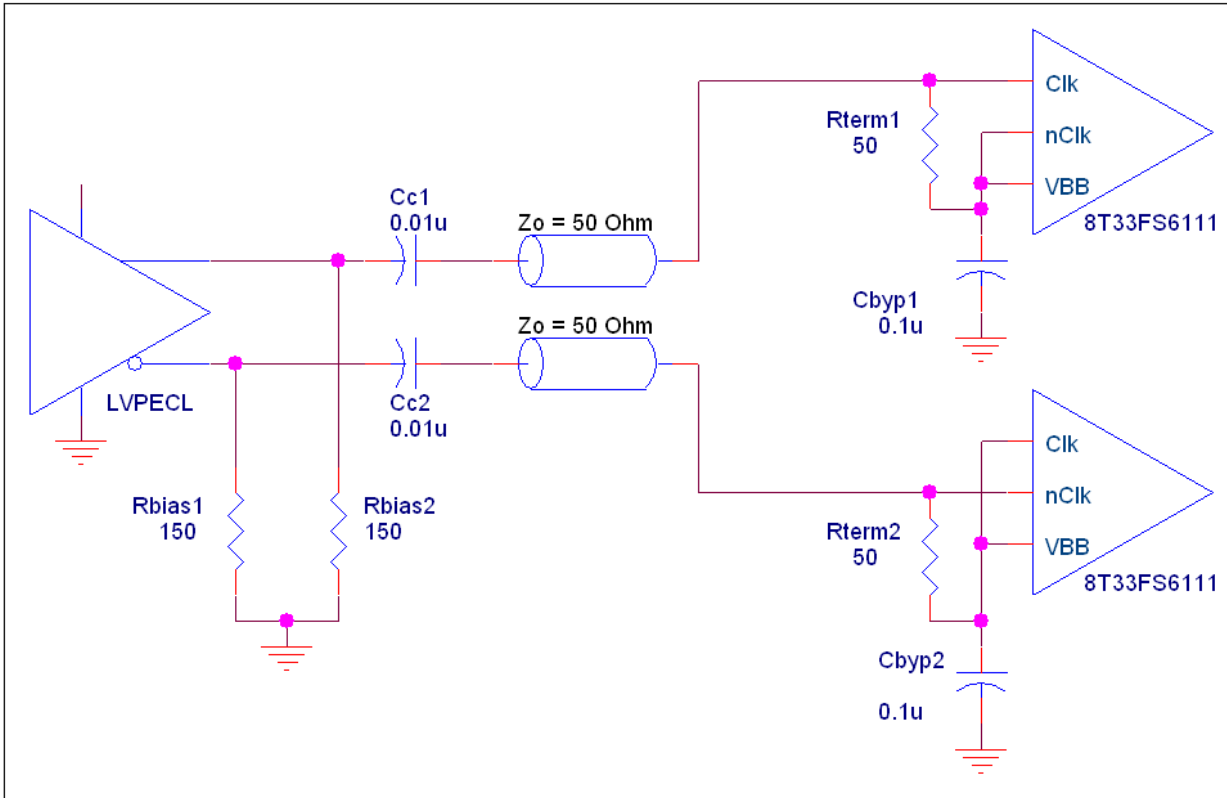 Clk
Rterm1
50
nClk
VBB
8T33FS6111
Cc1
0.01u
Zo = 50 Ohm
Cbyp1
0.1u
Zo = 50 Ohm
LVPECL
Cc2
0.01u
Clk
Rbias1
150
Rbias2
150
nClk
Rterm2
50
VBB
8T33FS6111
Cbyp2
0.1u